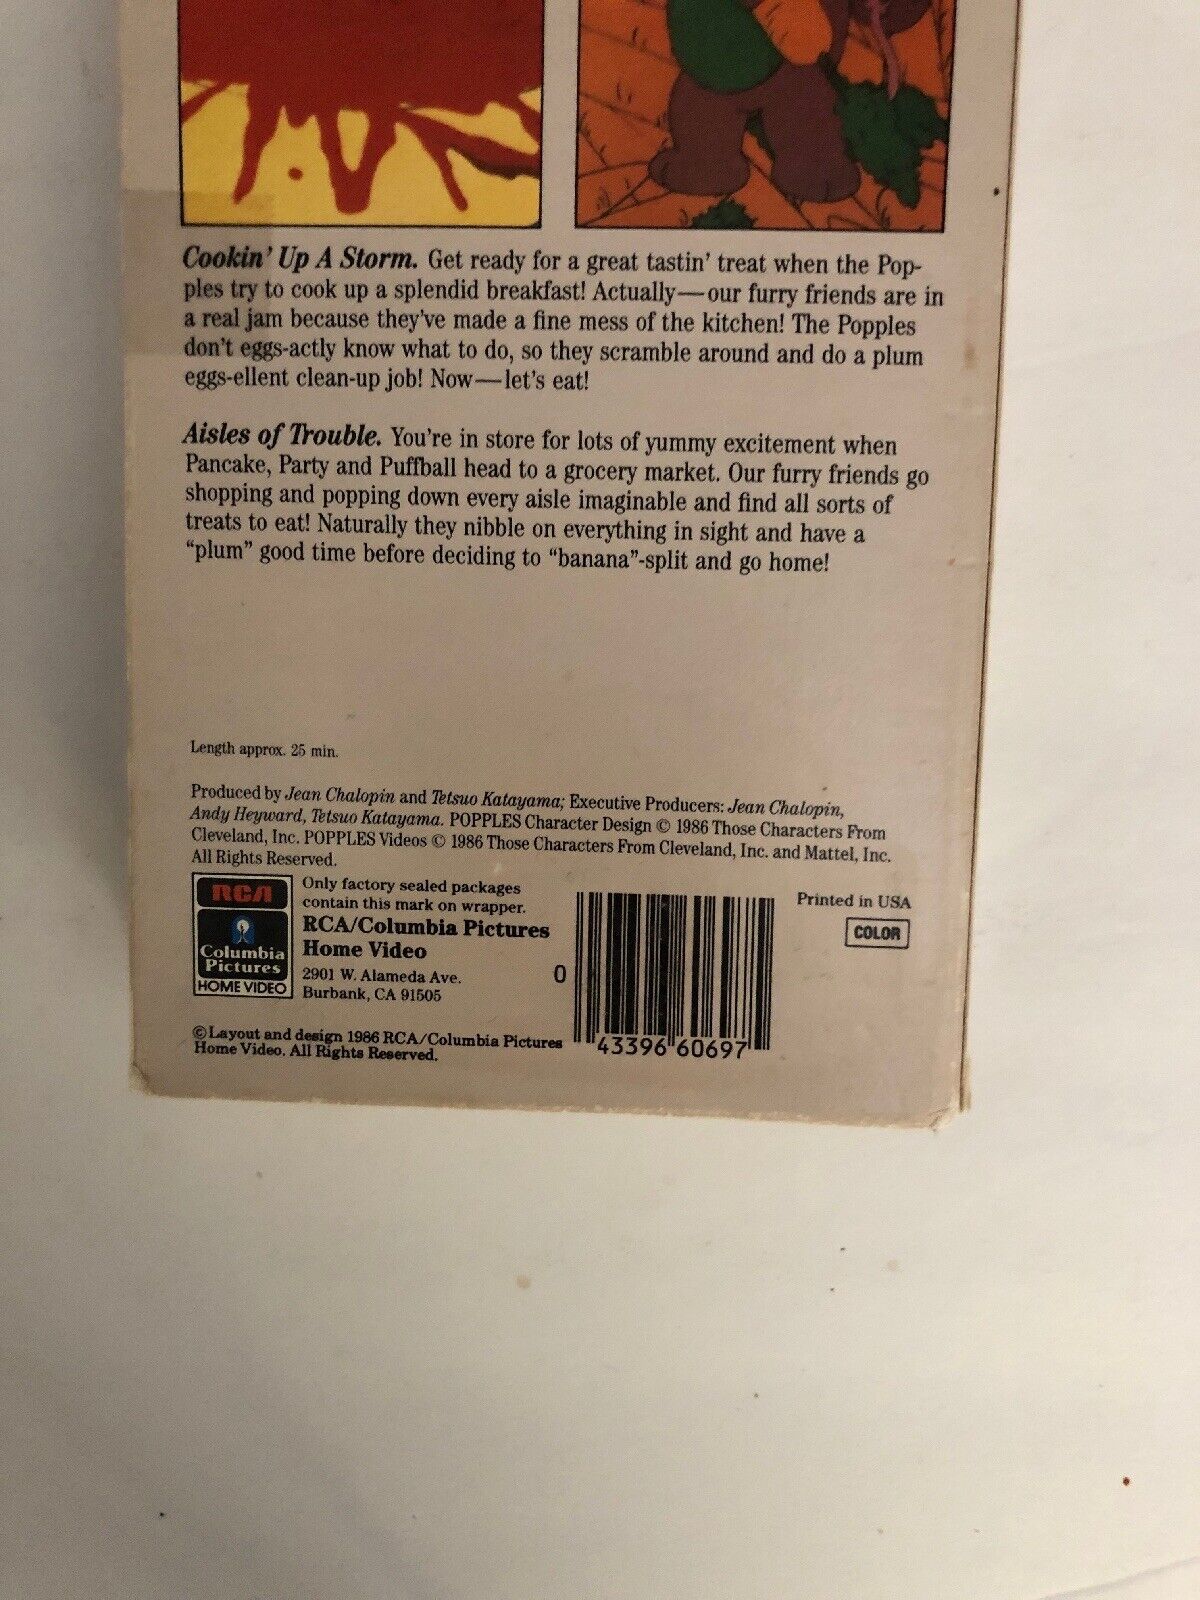 Cookin' Up A Storm. Get ready for a great tastin' treat when the Pop-
ples try to cook up a splendid breakfast! Actually—our furry friends are in
a real jam because they've made a fine mess of the kitchen! The Popples
don't eggs-actly know what to do, so they scramble around and do a plum
eggs-ellent clean-up job! Now—let's eat!
Aisles of Trouble. You're in store for lots of yummy excitement when
Pancake, Party and Puffball head to a grocery market. Our furry friends go
shopping and popping down every aisle imaginable and find all sorts of
treats to eat! Naturally they nibble on everything in sight and have a
“plum” good time before deciding to “banana”-split and go home!
Length approx. 25 min.
Produced by Jean Chalopin and Tetsuo Katayama; Executive Producers: Jean Chalopin,
Andy Heyward, Tetsuo Katayama. POPPLES Character Design © 1986 Those Characters From
Cleveland, Inc. POPPLES Videos © 1986 Those Characters From Cleveland, Inc. and Mattel, Inc.
All Rights Reserved.
RCA
Columbia
Pictures
HOME VIDEO
Only factory sealed packages
contain this mark on wrapper.
RCA/Columbia Pictures
Home Video
2901 W. Alameda Ave.
Burbank, CA 91505
©Layout and design 1986 RCA/Columbia Pictures
Home Video. All Rights Reserved.
0 43396 60697
Printed in USA
COLOR